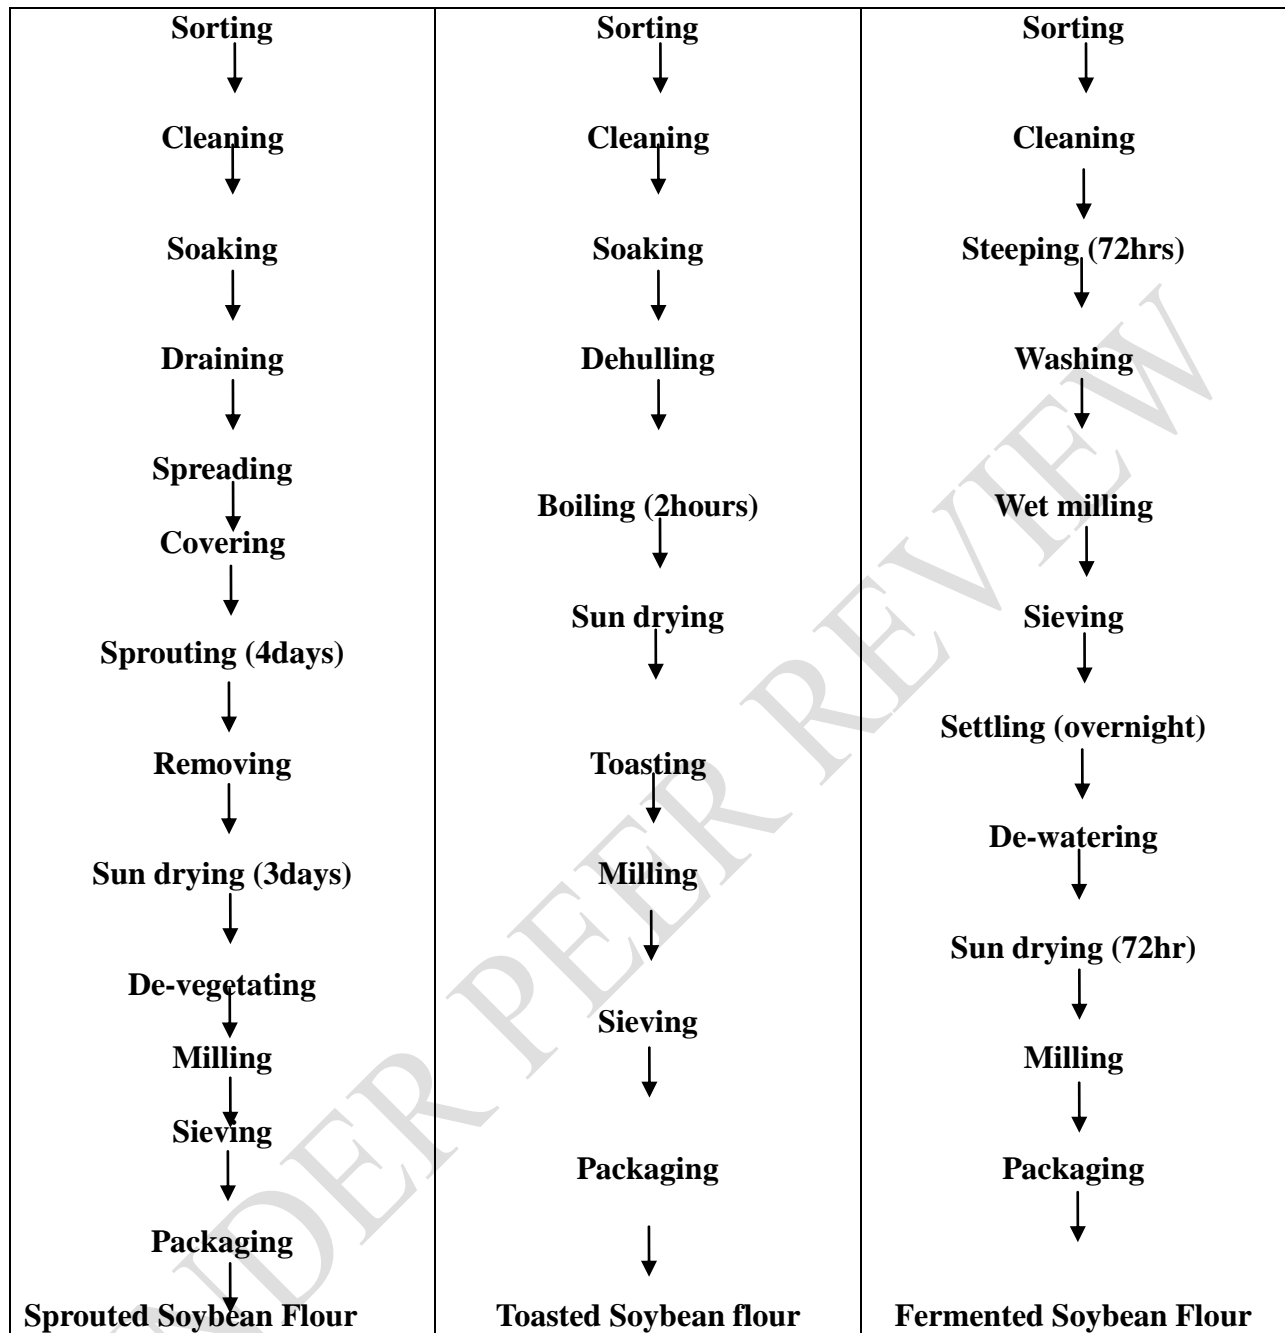 Sorting
Cleaning
Soaking
Draining
Spreading
Covering
Sprouting (4days)
Removing
Sun drying (3days)
De-vegetating
Milling
Sieving
Packaging
Sprouted Soybean Flour
Sorting
Cleaning
Soaking
Dehulling
Boiling (2hours)
Sun drying
Toasting
Milling
Sieving
Packaging
Toasted Soybean flour
Sorting
Cleaning
Steeping (72hrs)
Washing
Wet milling
Sieving
Settling (overnight)
De-watering
Sun drying (72hr)
Milling
Packaging
Fermented Soybean Flour
NDER PEER REVIEW